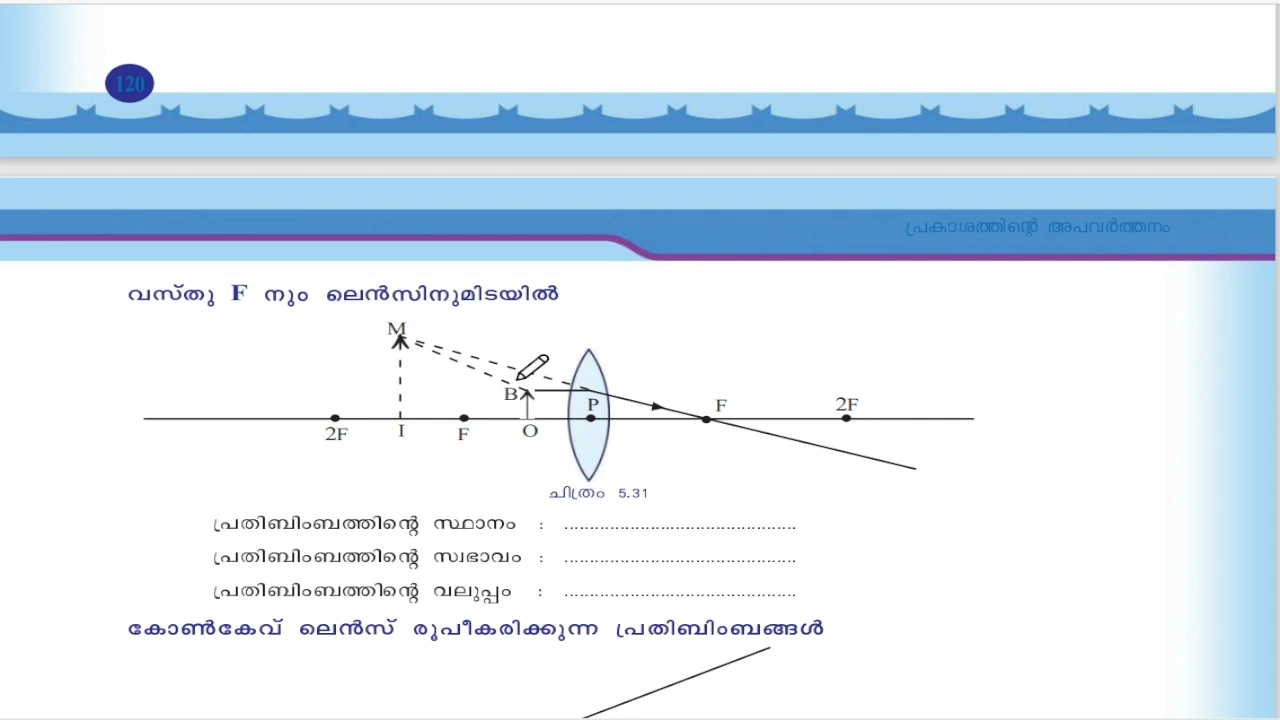 120
പ്രകാശത്തിന്റെ അപവർത്തനം
വസ്തു F നും ലെൻസിനുമിടയിൽ
M
B
P
F
2F
2F
I
F
O
ചിത്രം 5.31
പ്രതിബിംബത്തിന്റെ സ്ഥാനം : ..............................................
പ്രതിബിംബത്തിന്റെ സ്വഭാവം : ..............................................
പ്രതിബിംബത്തിന്റെ വലുപ്പം : ..............................................
കോൺകേവ് ലെൻസ് രൂപീകരിക്കുന്ന പ്രതിബിംബങ്ങൾ